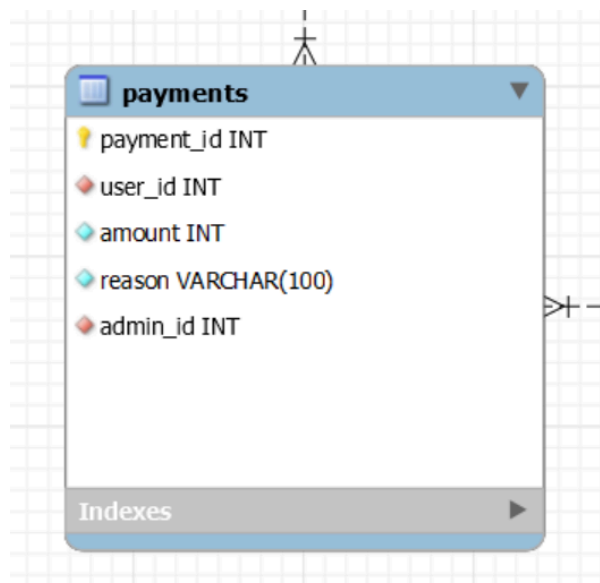 payments
payment_id INT
user_id INT
amount INT
reason VARCHAR(100)
admin_id INT
Indexes